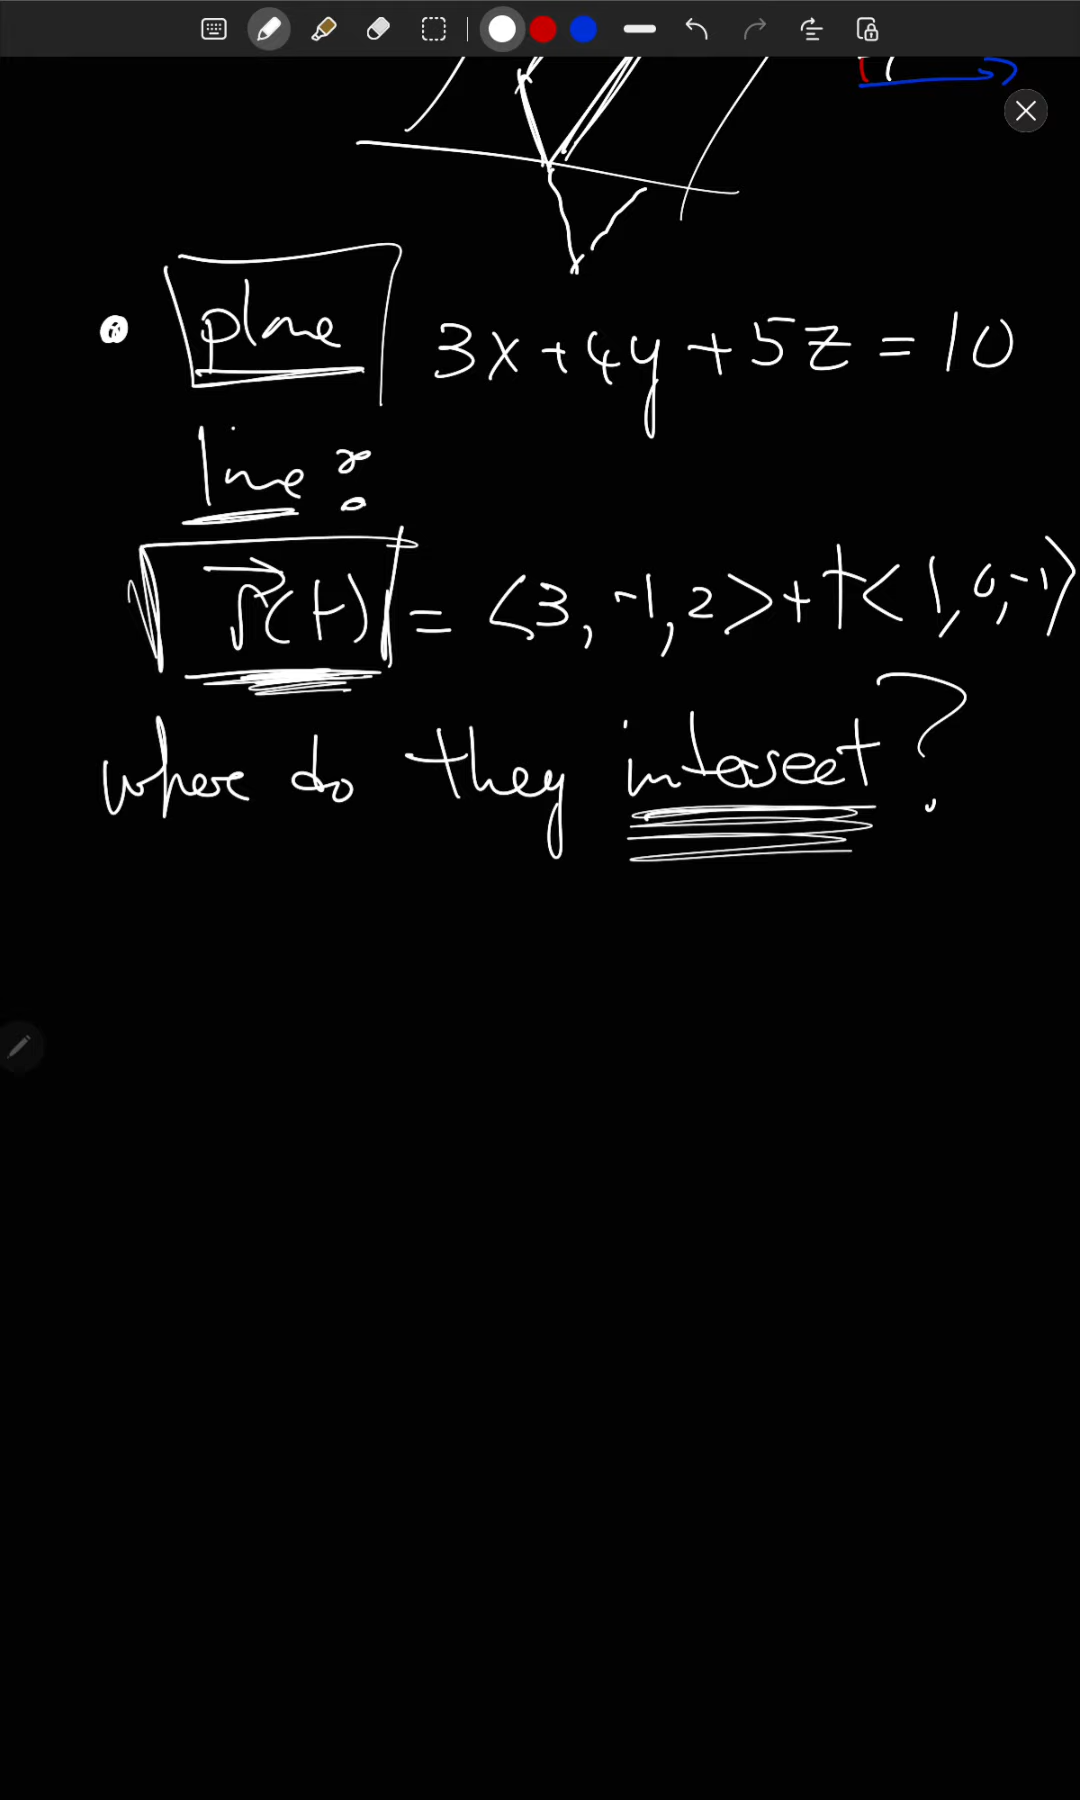 plane 3x+4y+5z=10
line:
r(t) = <3, -1, 2> + t<1, 0, -1>
where do they intersect?